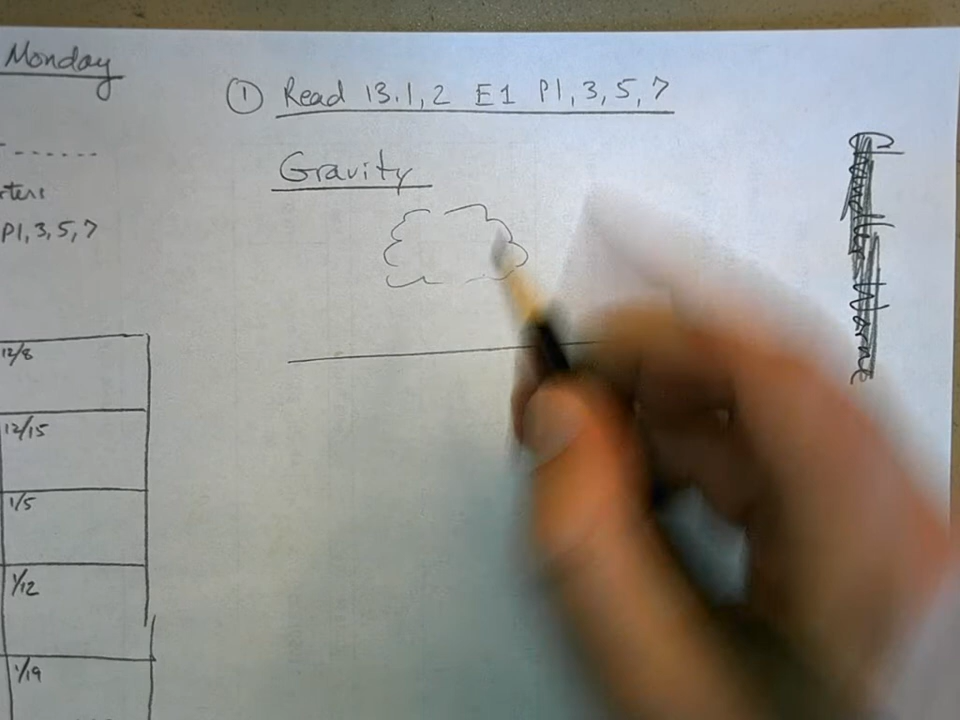 Monday
① Read 13.1,2 E1 P1,3,5,7
Gravity
P1,3,5,7
12/8
12/15
1/5
1/12
1/19